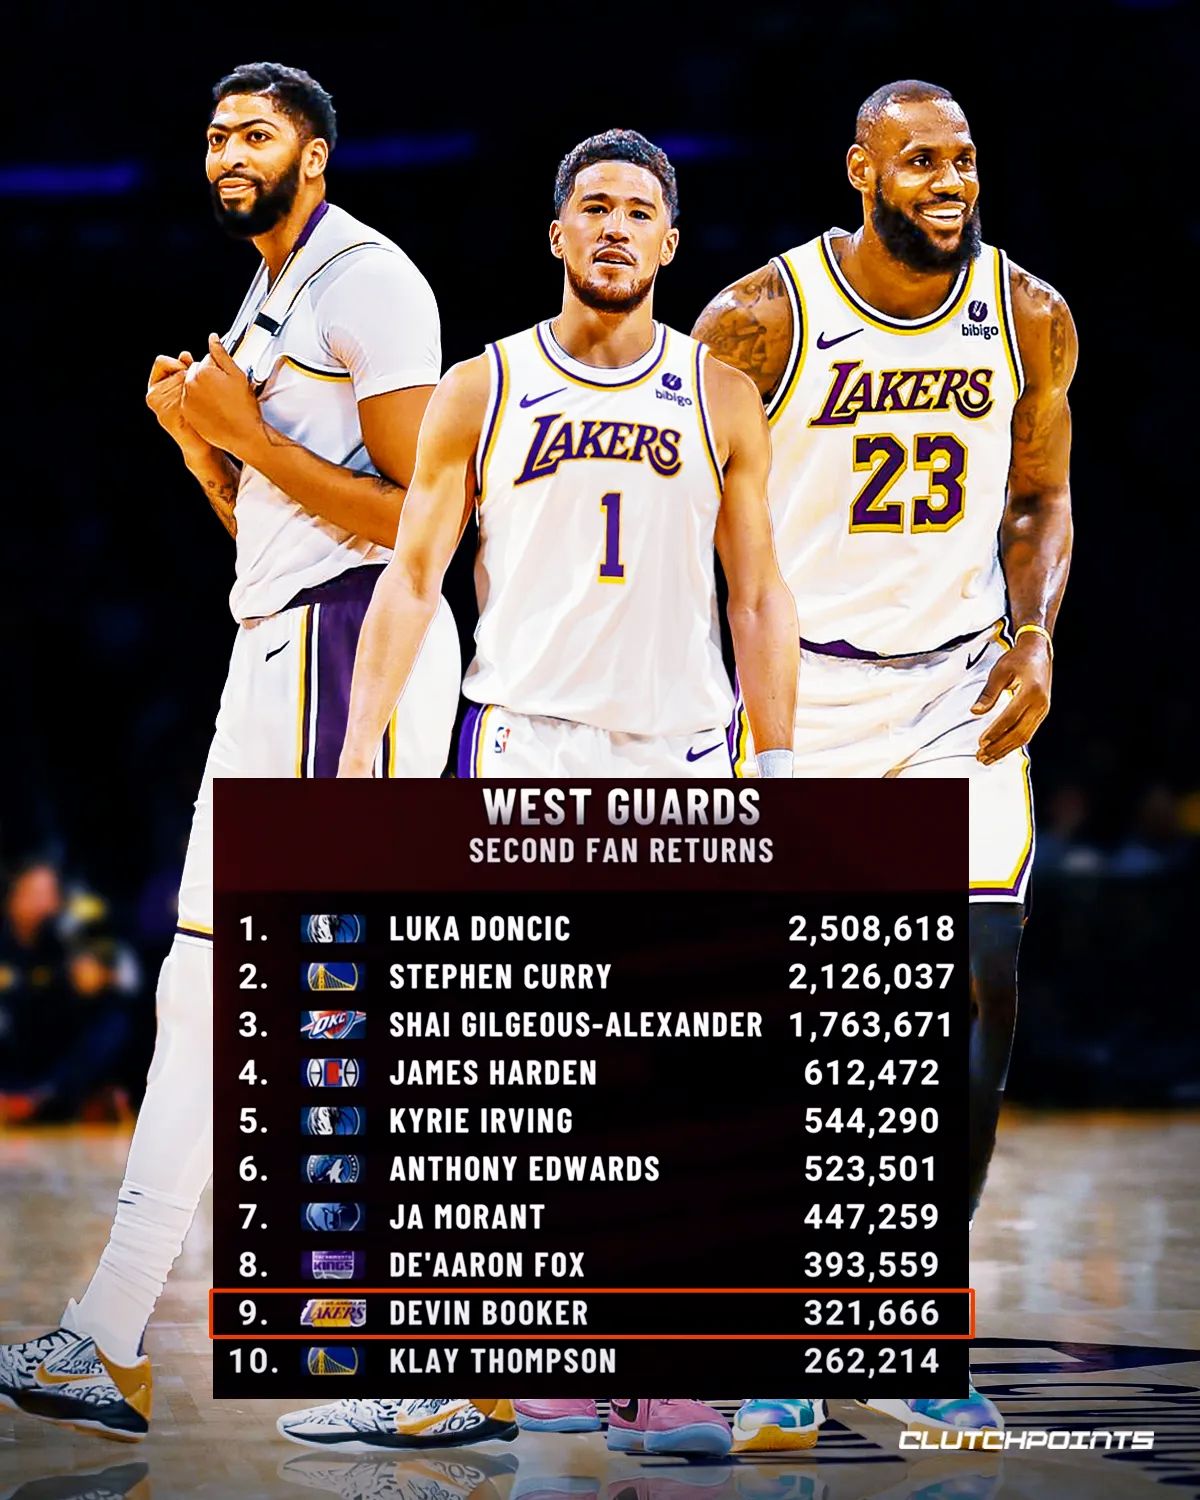 bibigo
LAKERS
23
bibigo
LAKERS
1
WEST GUARDS
SECOND FAN RETURNS
1. LUKA DONCIC 2,508,618
2. STEPHEN CURRY 2,126,037
3. OKC SHAI GILGEOUS-ALEXANDER 1,763,671
4. JAMES HARDEN 612,472
5. KYRIE IRVING 544,290
6. ANTHONY EDWARDS 523,501
7. JA MORANT 447,259
8. KINGS DE'AARON FOX 393,559
9. LAKERS DEVIN BOOKER 321,666
10. KLAY THOMPSON 262,214
CLUTCHPOINTS